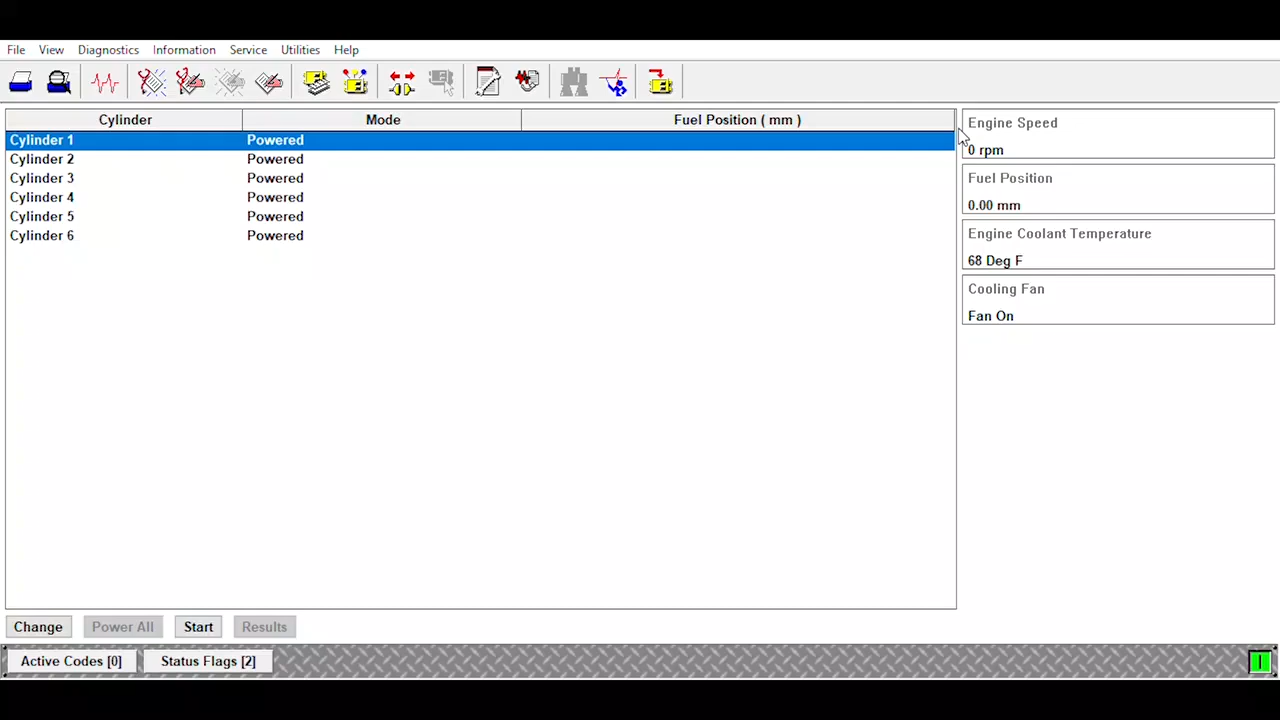 File View Diagnostics Information Service Utilities Help
Cylinder Mode Fuel Position ( mm )
Cylinder 1 Powered
Cylinder 2 Powered
Cylinder 3 Powered
Cylinder 4 Powered
Cylinder 5 Powered
Cylinder 6 Powered
Engine Speed
0 rpm
Fuel Position
0.00 mm
Engine Coolant Temperature
68 Deg F
Cooling Fan
Fan On
Change Power All Start Results
Active Codes [0] Status Flags [2]